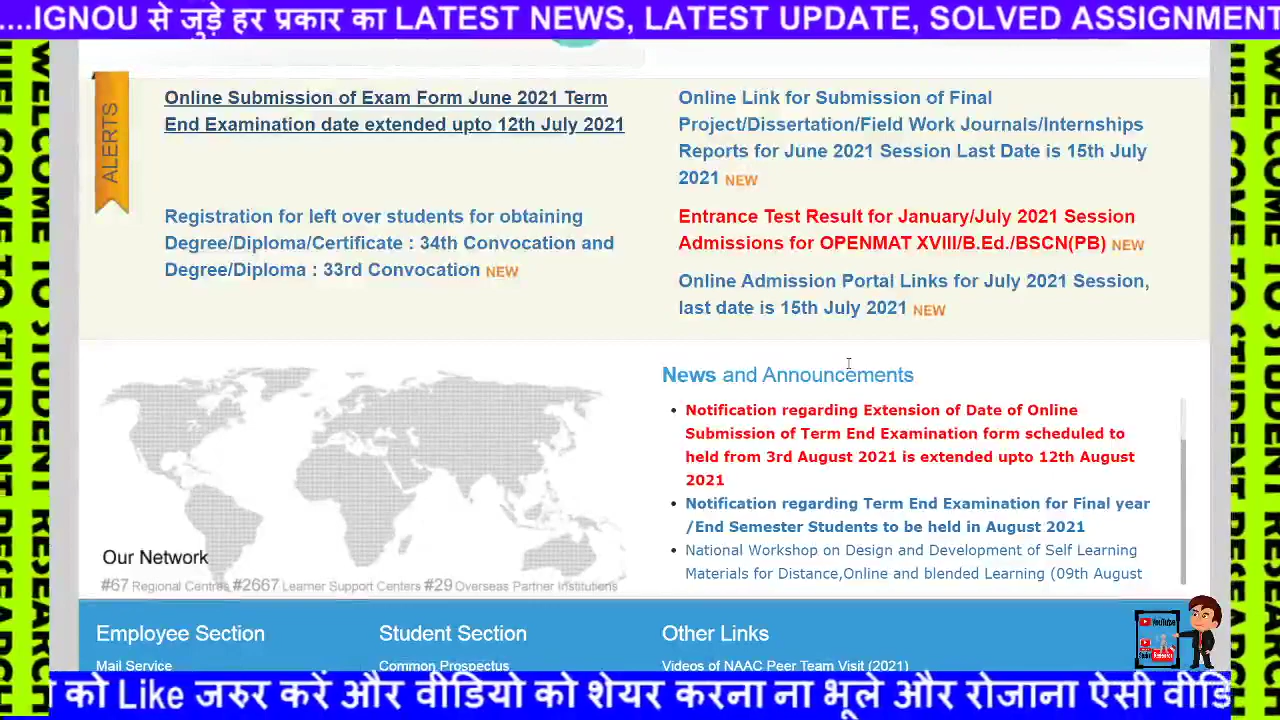 ....IGNOU से जुड़े हर प्रकार का LATEST NEWS, LATEST UPDATE, SOLVED ASSIGNMENT
WELCOME TO STUDENT RESEARCH
ALERTS
Online Submission of Exam Form June 2021 Term
End Examination date extended upto 12th July 2021
Registration for left over students for obtaining
Degree/Diploma/Certificate : 34th Convocation and
Degree/Diploma : 33rd Convocation NEW
Online Link for Submission of Final
Project/Dissertation/Field Work Journals/Internships
Reports for June 2021 Session Last Date is 15th July
2021 NEW
Entrance Test Result for January/July 2021 Session
Admissions for OPENMAT XVIII/B.Ed./BSCN(PB) NEW
Online Admission Portal Links for July 2021 Session,
last date is 15th July 2021 NEW
Our Network
#67 Regional Centres #2667 Learner Support Centers #29 Overseas Partner Institutions
News and Announcements
Notification regarding Extension of Date of Online
Submission of Term End Examination form scheduled to
held from 3rd August 2021 is extended upto 12th August
2021
Notification regarding Term End Examination for Final year
/End Semester Students to be held in August 2021
National Workshop on Design and Development of Self Learning
Materials for Distance,Online and blended Learning (09th August
Employee Section
Mail Service
Student Section
Common Prospectus
Other Links
Videos of NAAC Peer Team Visit (2021)
YouTube
WELCOME TO STUDENT RESEARCH
को Like जरुर करें और वीडियो को शेयर करना ना भूले और रोजाना ऐसी वीडि